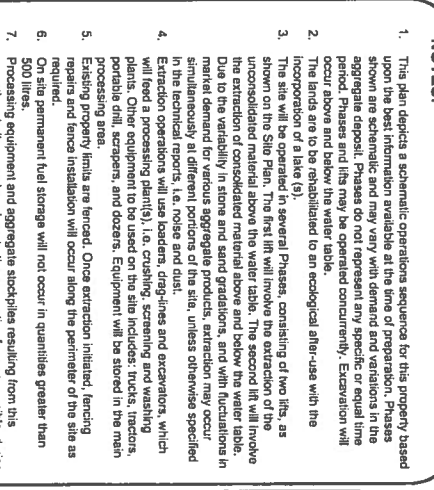 NOTES:
1. This plan depicts a schematic operations sequence for this property based
upon the best information available at the time of preparation. Phases
shown are schematic and may vary with demand and variations in the
aggregate deposit. Phases do not represent any specific or equal time
period. Phases and lifts may be operated concurrently. Excavation will
occur above and below the water table.
2. The lands are to be rehabilitated to an ecological after-use with the
incorporation of a lake (s).
3. The site will be operated in several Phases, consisting of two lifts, as
shown on the Site Plan. The first lift will involve the extraction of the
unconsolidated material above the water table. The second lift will involve
the extraction of consolidated material above and below the water table.
Due to the variability in stone and sand gradations, and with fluctuations in
market demand for various aggregate products, extraction may occur
simultaneously at different portions of the site, unless otherwise specified
in the technical reports, i.e. noise and dust.
4. Extraction operations will use loaders, drag-lines and excavators, which
will feed a processing plant(s), i.e. crushing, screening and washing
plants. Other equipment to be used on the site includes: trucks, tractors,
portable drill, scrapers, and dozers. Equipment will be stored in the main
processing area.
5. Existing property limits are fenced. Once extraction initiated, fencing
repairs and fence installation will occur along the perimeter of the site as
required.
6. On site permanent fuel storage will not occur in quantities greater than
500 litres.
7. Processing equipment and aggregate stockpiles resulting from this